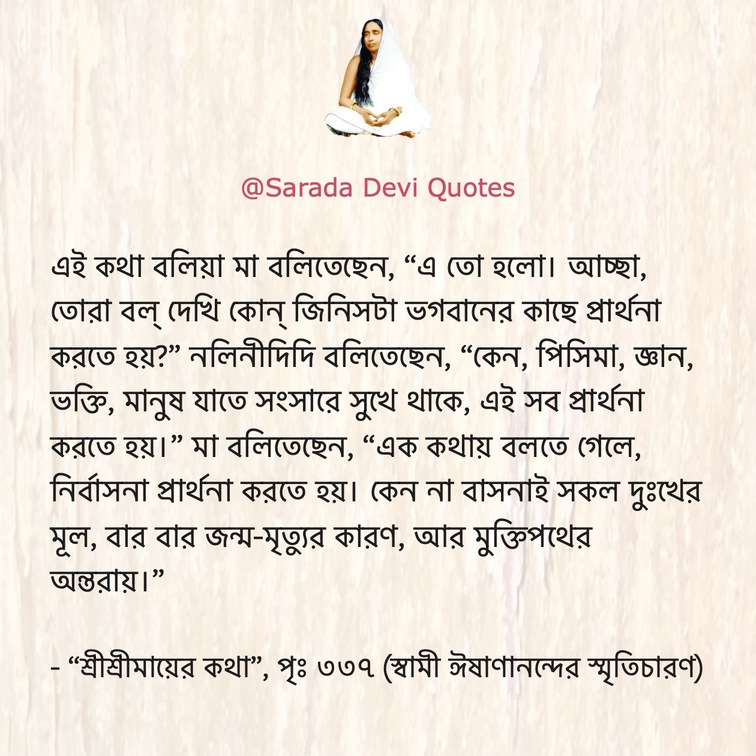 @Sarada Devi Quotes
এই কথা বলিয়া মা বলিতেছেন, “এ তো হলো। আচ্ছা,
তোরা বল্ দেখি কোন্ জিনিসটা ভগবানের কাছে প্রার্থনা
করতে হয়?” নলিনীদিদি বলিতেছেন, “কেন, পিসিমা, জ্ঞান,
ভক্তি, মানুষ যাতে সংসারে সুখে থাকে, এই সব প্রার্থনা
করতে হয়।” মা বলিতেছেন, “এক কথায় বলতে গেলে,
নির্বাসনা প্রার্থনা করতে হয়। কেন না বাসনাই সকল দুঃখের
মূল, বার বার জন্ম-মৃত্যুর কারণ, আর মুক্তিপথের
অন্তরায়।”
- “শ্রীশ্রীমায়ের কথা”, পৃঃ ৩৩৭ (স্বামী ঈষাণানন্দের স্মৃতিচারণ)